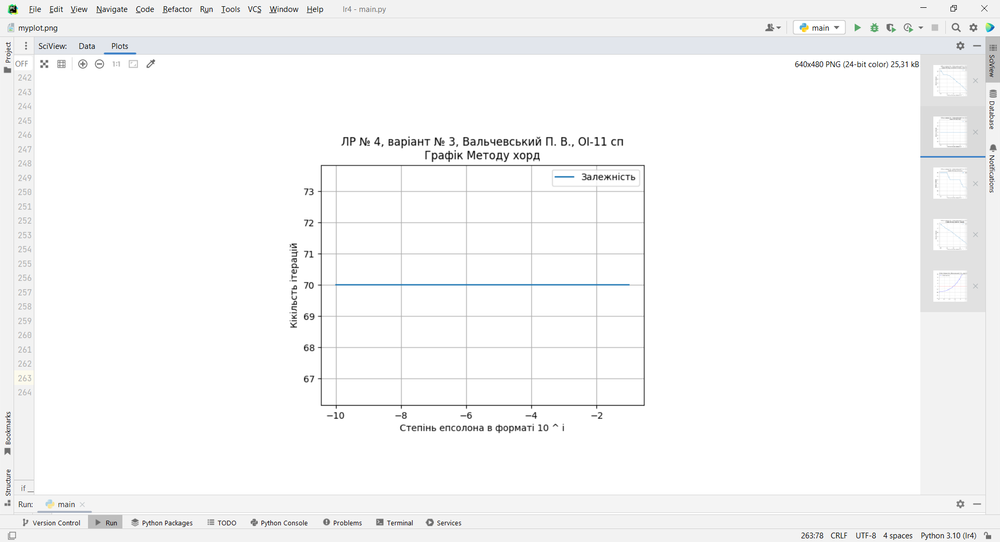 File Edit View Navigate Code Refactor Run Tools VCS Window Help lr4 - main.py
myplot.png
main
Project
SciView: Data Plots
OFF
1:1
640x480 PNG (24-bit color) 25,31 kB
242
243
244
245
246
247
248
249
250
251
252
253
254
255
256
257
258
259
260
261
262
263
264
ЛР № 4, варіант № 3, Вальчевський П. В., ОІ-11 сп
Графік Методу хорд
Залежність
73
72
71
70
69
68
67
Кікільсть ітерацій
−10 −8 −6 −4 −2
Степінь епсолона в форматі 10 ^ i
SciView
Database
Notifications
Bookmarks
Structure
if __
Run: main
Version Control Run Python Packages TODO Python Console Problems Terminal Services
263:78 CRLF UTF-8 4 spaces Python 3.10 (lr4)